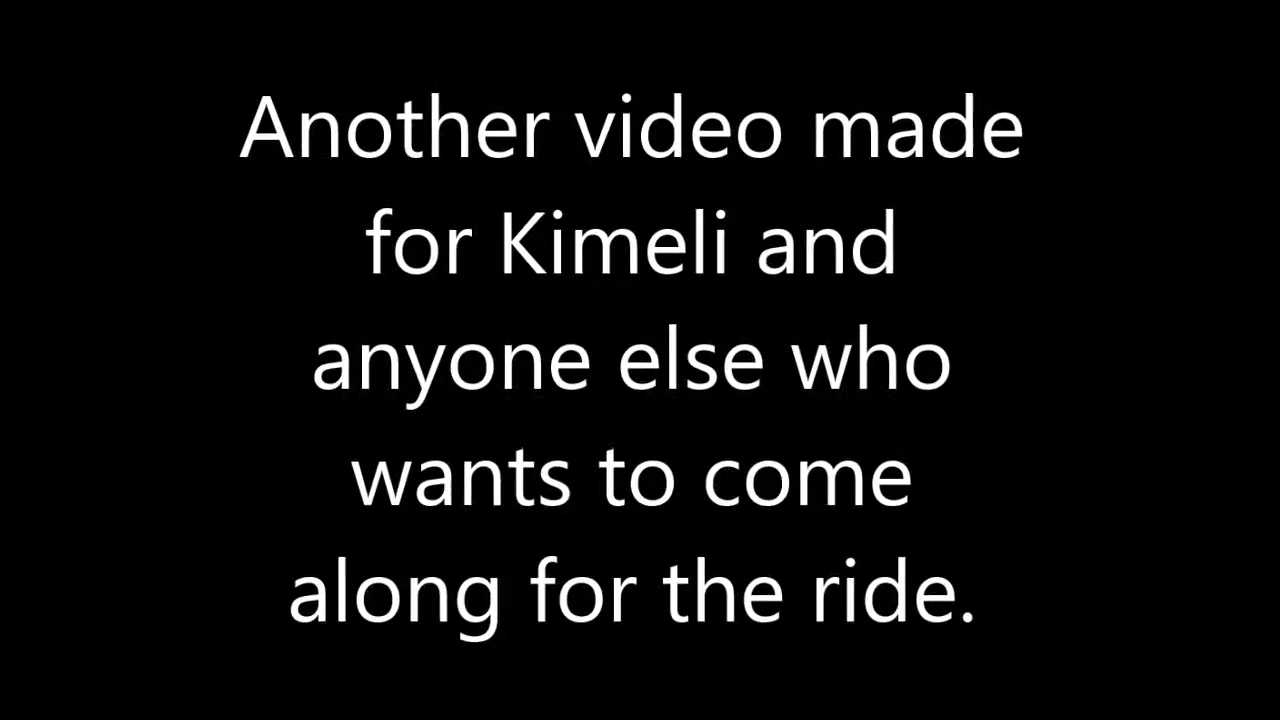 Another video made
for Kimeli and
anyone else who
wants to come
along for the ride.